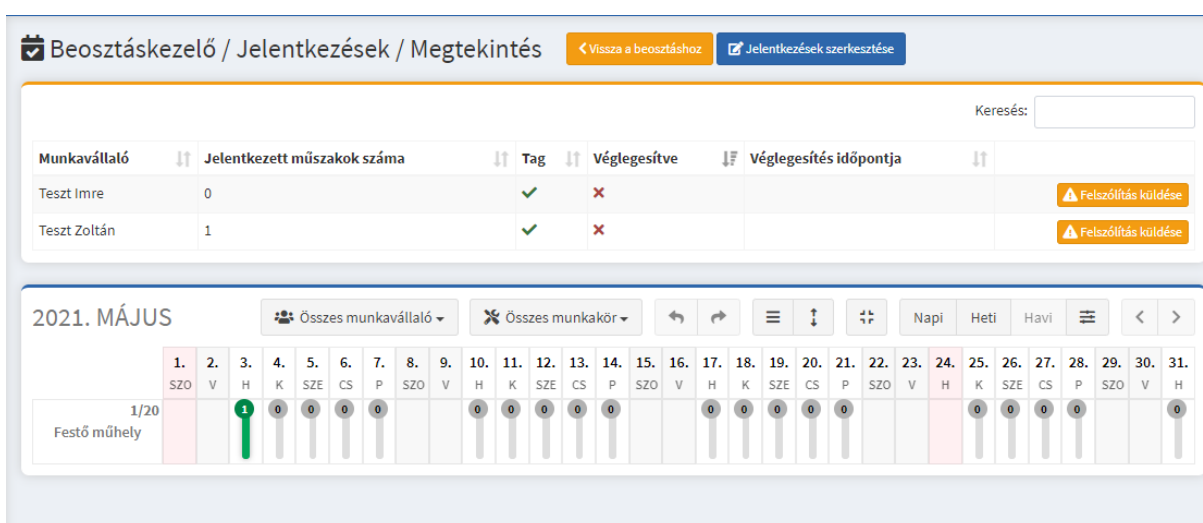 Beosztáskezelő / Jelentkezések / Megtekintés Vissza a beosztáshoz Jelentkezések szerkesztése
Keresés:
Munkavállaló Jelentkezett műszakok száma Tag Véglegesítve Véglegesítés időpontja
Teszt Imre 0 Felszólítás küldése
Teszt Zoltán 1 Felszólítás küldése
2021. MÁJUS Összes munkavállaló Összes munkakör Napi Heti Havi
1. 2. 3. 4. 5. 6. 7. 8. 9. 10. 11. 12. 13. 14. 15. 16. 17. 18. 19. 20. 21. 22. 23. 24. 25. 26. 27. 28. 29. 30. 31.
SZO V H K SZE CS P SZO V H K SZE CS P SZO V H K SZE CS P SZO V H K SZE CS P SZO V H
1/20 1 0 0 0 0 0 0 0 0 0 0 0 0 0 0 0 0 0 0 0
Festő műhely